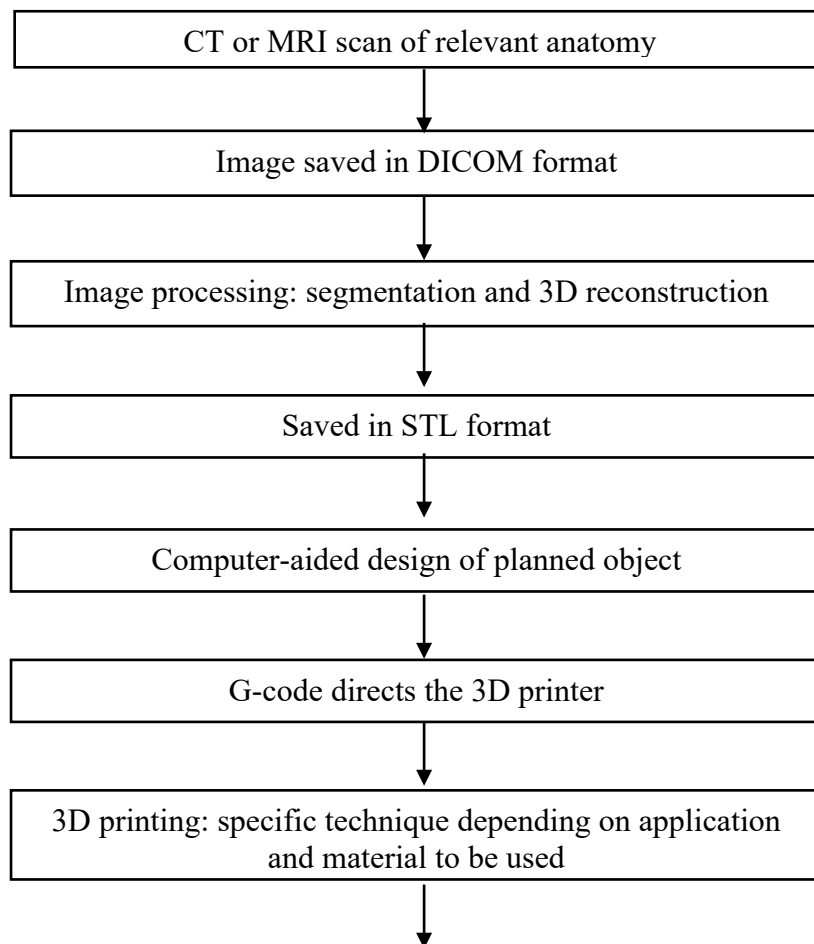 CT or MRI scan of relevant anatomy
Image saved in DICOM format
Image processing: segmentation and 3D reconstruction
Saved in STL format
Computer-aided design of planned object
G-code directs the 3D printer
3D printing: specific technique depending on application
and material to be used